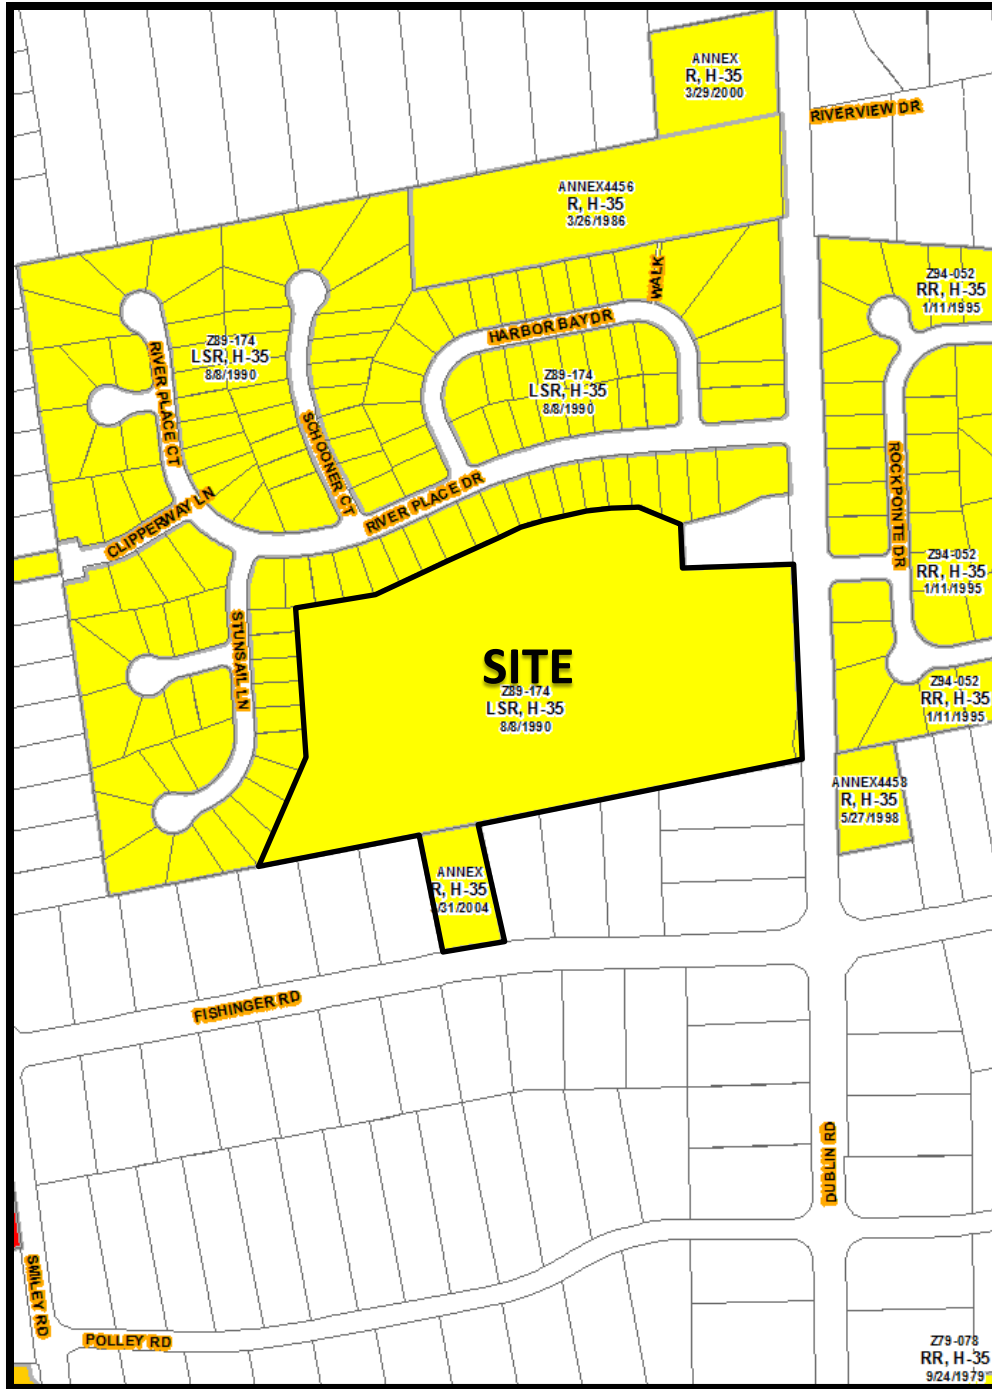 ANNEX
R, H-35
3/29/2000
RIVERVIEW DR
ANNEX4456
R, H-35
3/26/1986
WALK
Z94-052
RR, H-35
1/11/1995
HARBOR BAY DR
Z89-174
LSR, H-35
8/8/1990
RIVER PLACE CT
Z89-174
LSR, H-35
8/8/1990
SCHOONER CT
ROCKPOINTE DR
RIVER PLACE DR
CLIPPERWAY LN
Z94-052
RR, H-35
1/11/1995
STUNSAIL LN
SITE
Z89-174
LSR, H-35
8/8/1990
Z94-052
RR, H-35
1/11/1995
ANNEX4458
R, H-35
5/27/1998
ANNEX
R, H-35
/31/2004
FISHINGER RD
DUBLIN RD
SMILEY RD
POLLEY RD
Z79-078
RR, H-35
9/24/1979